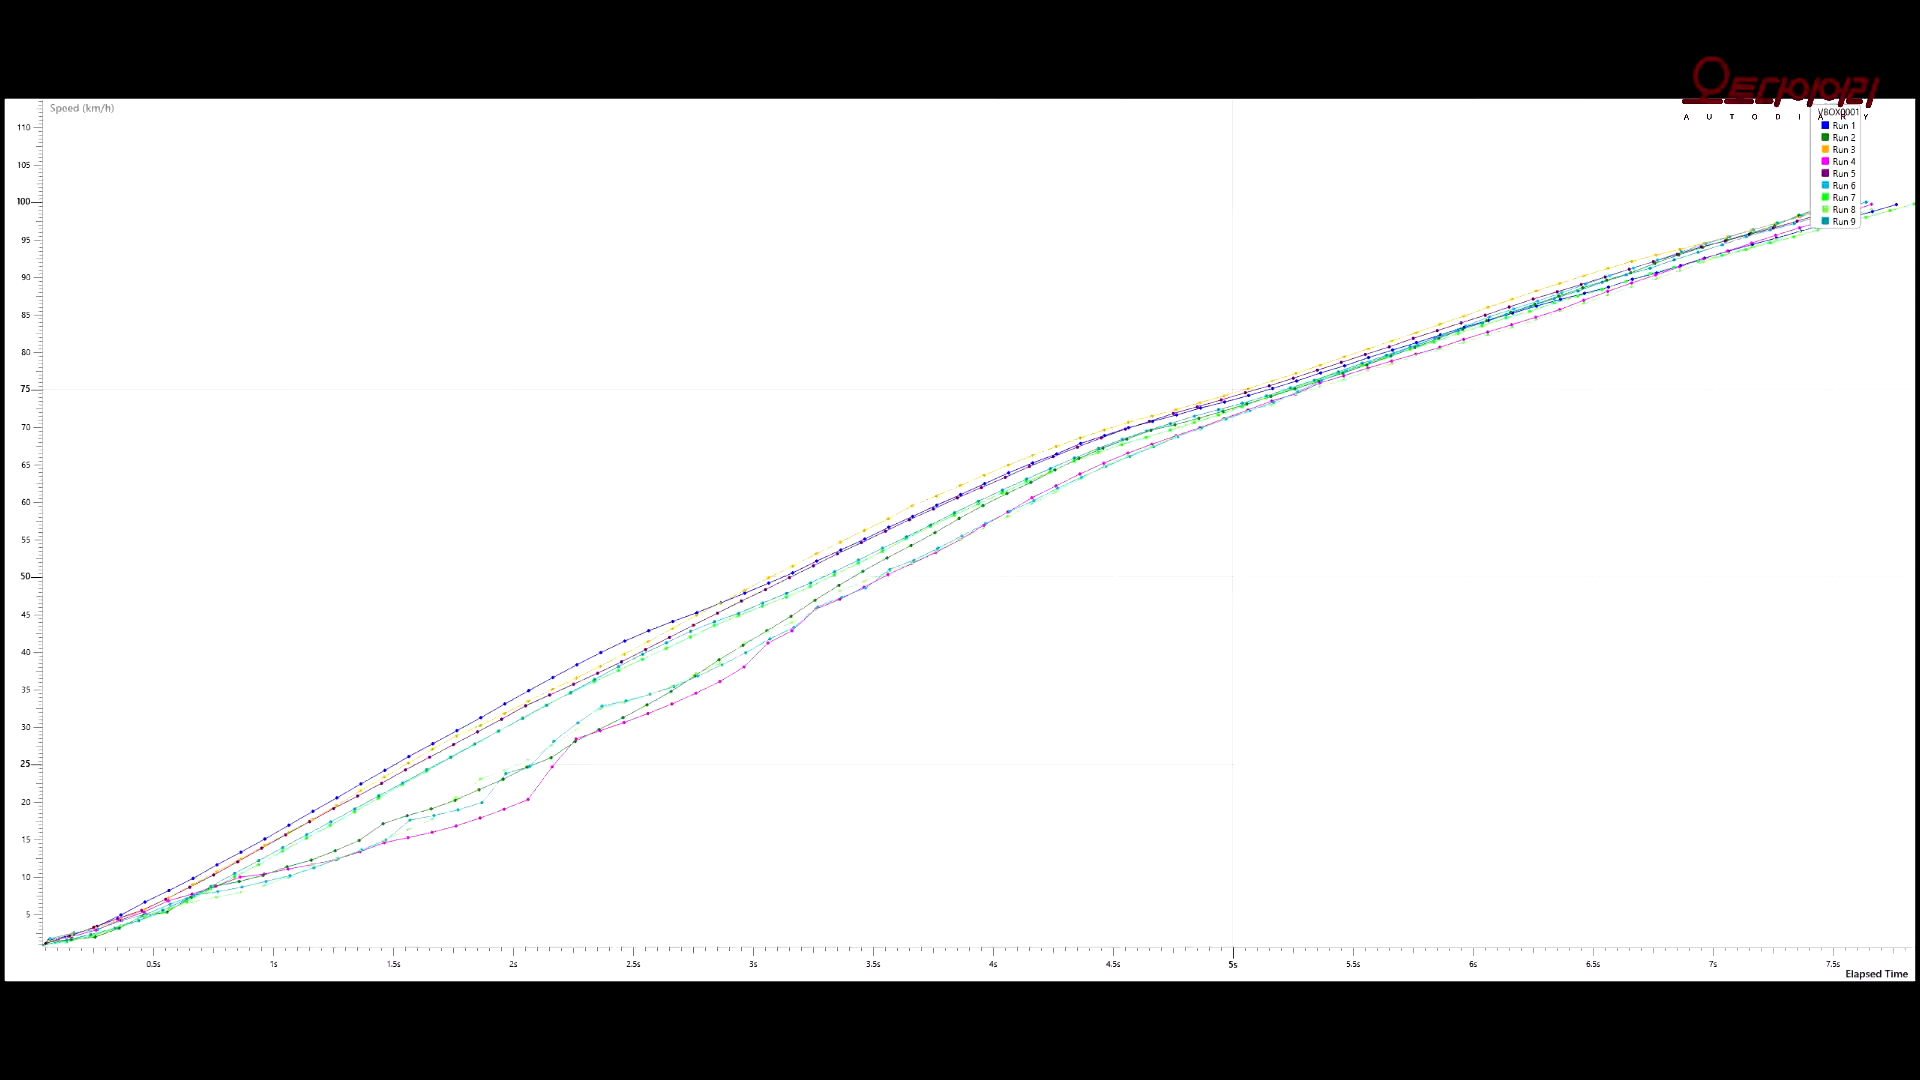 오토다이어리
AUTODIARY
Speed (km/h)
VBOX0001
Run 1
Run 2
Run 3
Run 4
Run 5
Run 6
Run 7
Run 8
Run 9
110
105
100
95
90
85
80
75
70
65
60
55
50
45
40
35
30
25
20
15
10
5
0.5s 1s 1.5s 2s 2.5s 3s 3.5s 4s 4.5s 5s 5.5s 6s 6.5s 7s 7.5s
Elapsed Time